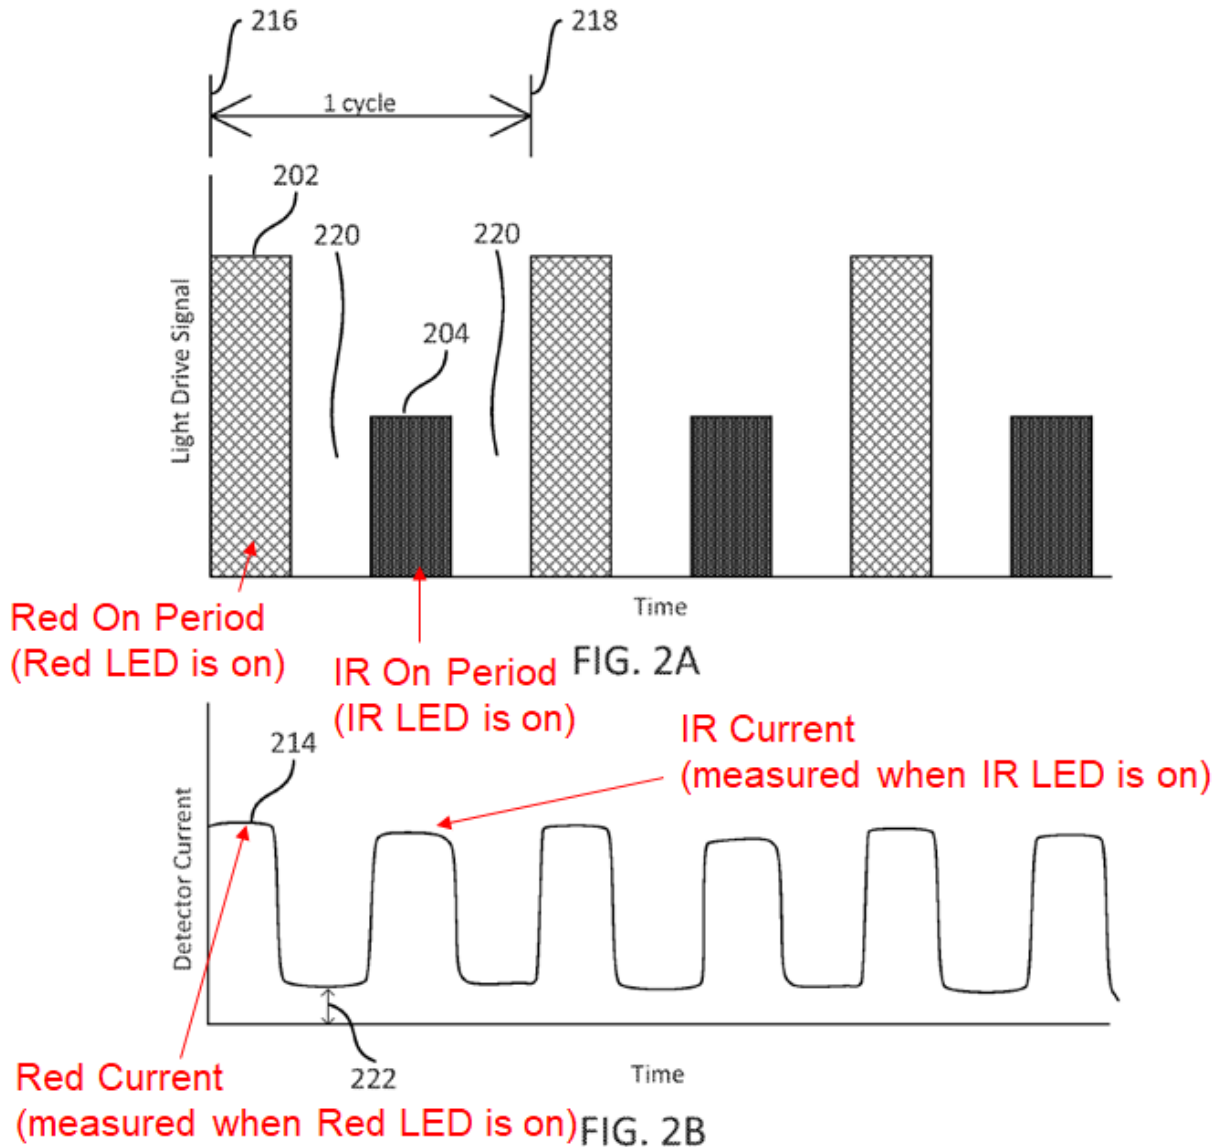 216
218
1 cycle
202
220
220
204
Light Drive Signal
Time
Red On Period
(Red LED is on)
IR On Period
(IR LED is on)
FIG. 2A
IR Current
(measured when IR LED is on)
214
Detector Current
222
Time
Red Current
(measured when Red LED is on)
FIG. 2B